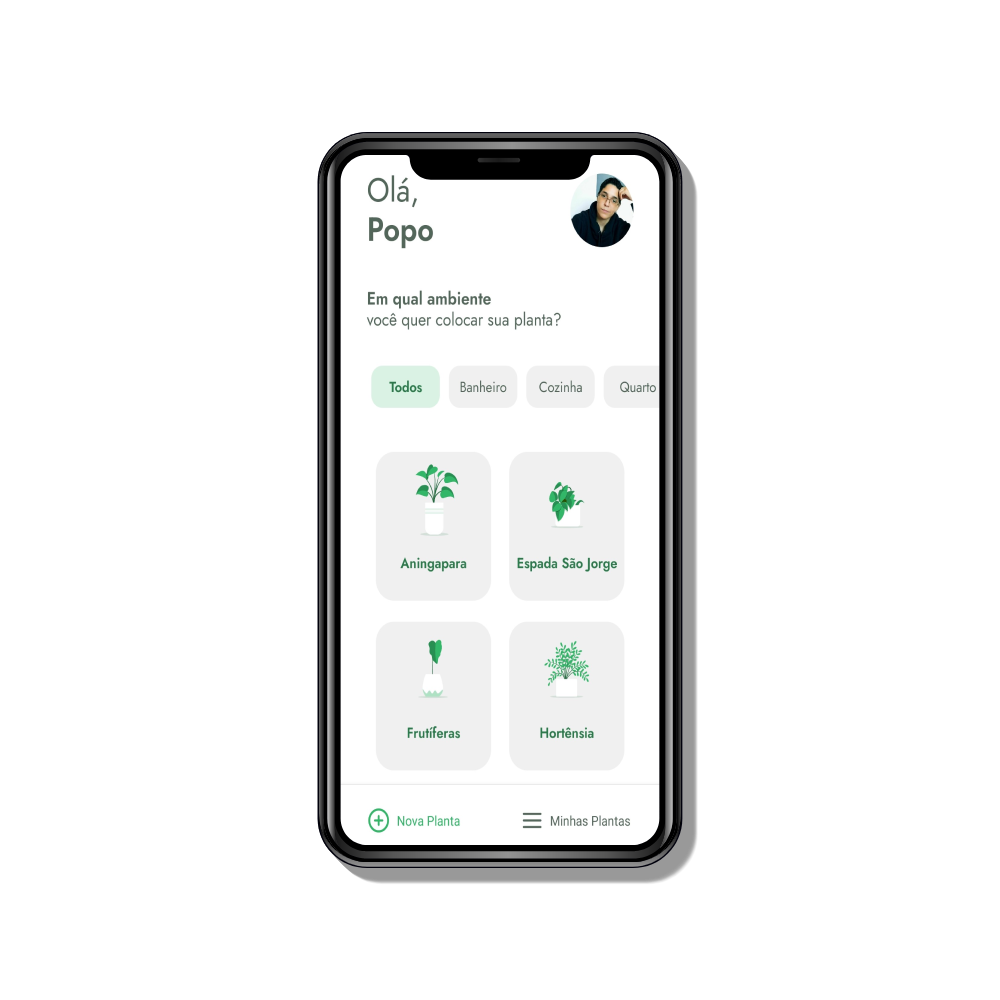 Olá,
Popo
Em qual ambiente
você quer colocar sua planta?
Todos
Banheiro
Cozinha
Quarto
Aningapara
Espada São Jorge
Frutíferas
Hortênsia
Nova Planta
Minhas Plantas